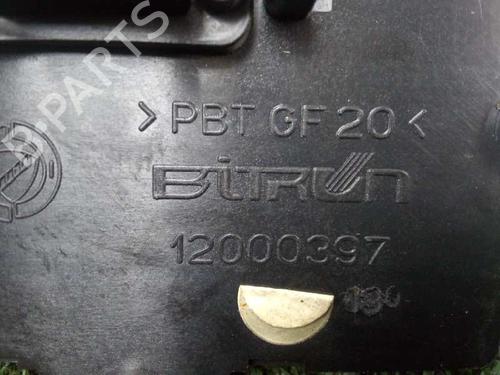 >PBT GF 20<
BITRON
12000397
B-PARTS